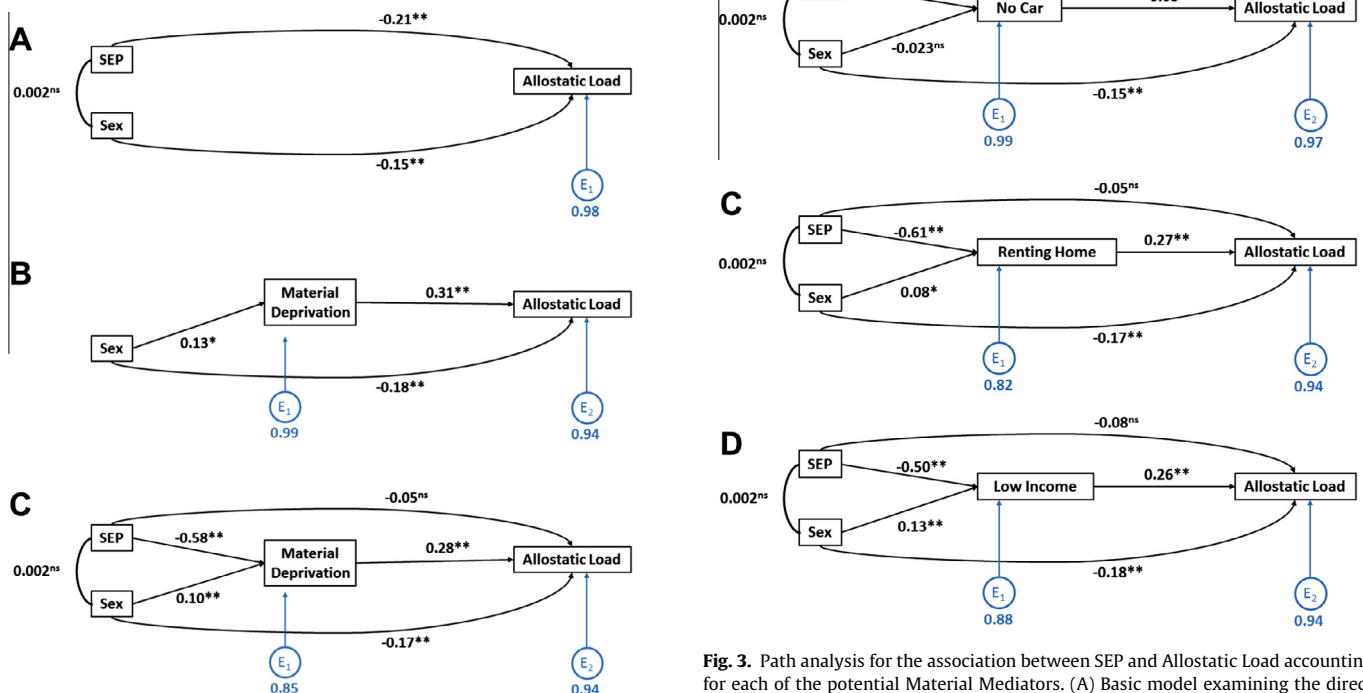 A
-0.21**
SEP
Allostatic Load
0.002ns
Sex
-0.15**
E1
0.98
B
Material
Deprivation
0.31**
Allostatic Load
Sex
0.13*
-0.18**
E1
0.99
E2
0.94
C
-0.05ns
SEP
-0.58**
Material
Deprivation
0.28**
Allostatic Load
0.002ns
Sex
0.10**
-0.17**
E1
0.85
E2
0.94
0.002ns
No Car
Allostatic Load
Sex
-0.023ns
-0.15**
E1
0.99
E2
0.97
C
-0.05ns
SEP
-0.61**
Renting Home
0.27**
Allostatic Load
0.002ns
Sex
0.08*
-0.17**
E1
0.82
E2
0.94
D
-0.08ns
SEP
-0.50**
Low Income
0.26**
Allostatic Load
0.002ns
Sex
0.13**
-0.18**
E1
0.88
E2
0.94
Fig. 3. Path analysis for the association between SEP and Allostatic Load accountin
for each of the potential Material Mediators. (A) Basic model examining the direc